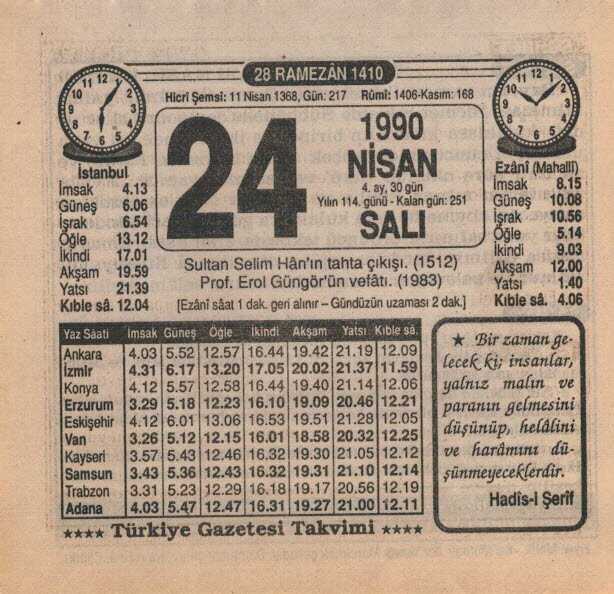 28 RAMEZÂN 1410
Hicrî Şemsî: 11 Nisan 1368, Gün: 217 Rûmî: 1406-Kasım: 168
24
1990
NİSAN
4. ay, 30 gün
Yılın 114. günü - Kalan gün: 251
SALI
İstanbul
İmsak 4.13
Güneş 6.06
İşrak 6.54
Öğle 13.12
İkindi 17.01
Akşam 19.59
Yatsı 21.39
Kıble sâ. 12.04
Ezânî (Mahallî)
İmsak 8.15
Güneş 10.08
İşrak 10.56
Öğle 5.14
İkindi 9.03
Akşam 12.00
Yatsı 1.40
Kıble sâ. 4.06
Sultan Selim Hân'ın tahta çıkışı. (1512)
Prof. Erol Güngör'ün vefâtı. (1983)
[Ezânî sâat 1 dak. geri alınır – Gündüzün uzaması 2 dak.]
Yaz Sâati İmsak Güneş Öğle İkindi Akşam Yatsı Kıble sâ.
Ankara 4.03 5.52 12.57 16.44 19.42 21.19 12.09
İzmir 4.31 6.17 13.20 17.05 20.02 21.37 11.59
Konya 4.12 5.57 12.58 16.44 19.40 21.14 12.06
Erzurum 3.29 5.18 12.23 16.10 19.09 20.46 12.21
Eskişehir 4.12 6.01 13.06 16.53 19.51 21.28 12.05
Van 3.26 5.12 12.15 16.01 18.58 20.32 12.25
Kayseri 3.57 5.43 12.46 16.32 19.30 21.05 12.12
Samsun 3.43 5.36 12.43 16.32 19.31 21.10 12.14
Trabzon 3.31 5.23 12.29 16.18 19.17 20.56 12.19
Adana 4.03 5.47 12.47 16.31 19.27 21.00 12.11
★ Bir zaman ge-
lecek ki; insanlar,
yalnız malın ve
paranın gelmesini
düşünüp, helâlini
ve harâmını dü-
şünmeyeceklerdir.
Hadîs-i Şerîf
★★★★ Türkiye Gazetesi Takvimi ★★★★